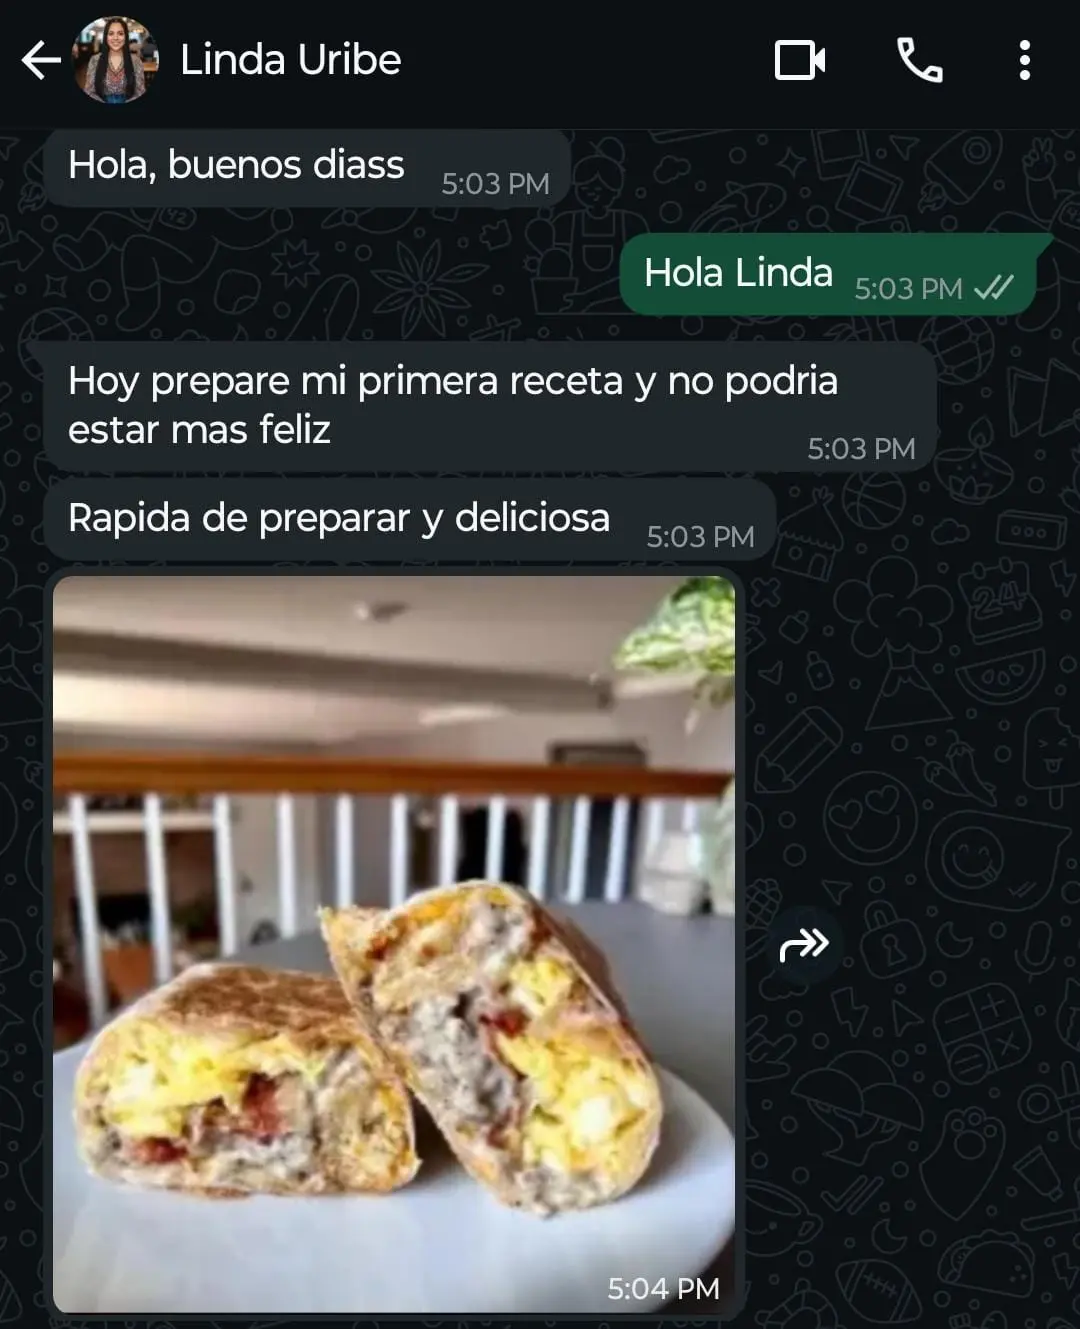 Linda Uribe
Hola, buenos diass 5:03 PM
Hola Linda 5:03 PM
Hoy prepare mi primera receta y no podria
estar mas feliz
5:03 PM
Rapida de preparar y deliciosa 5:03 PM
5:04 PM